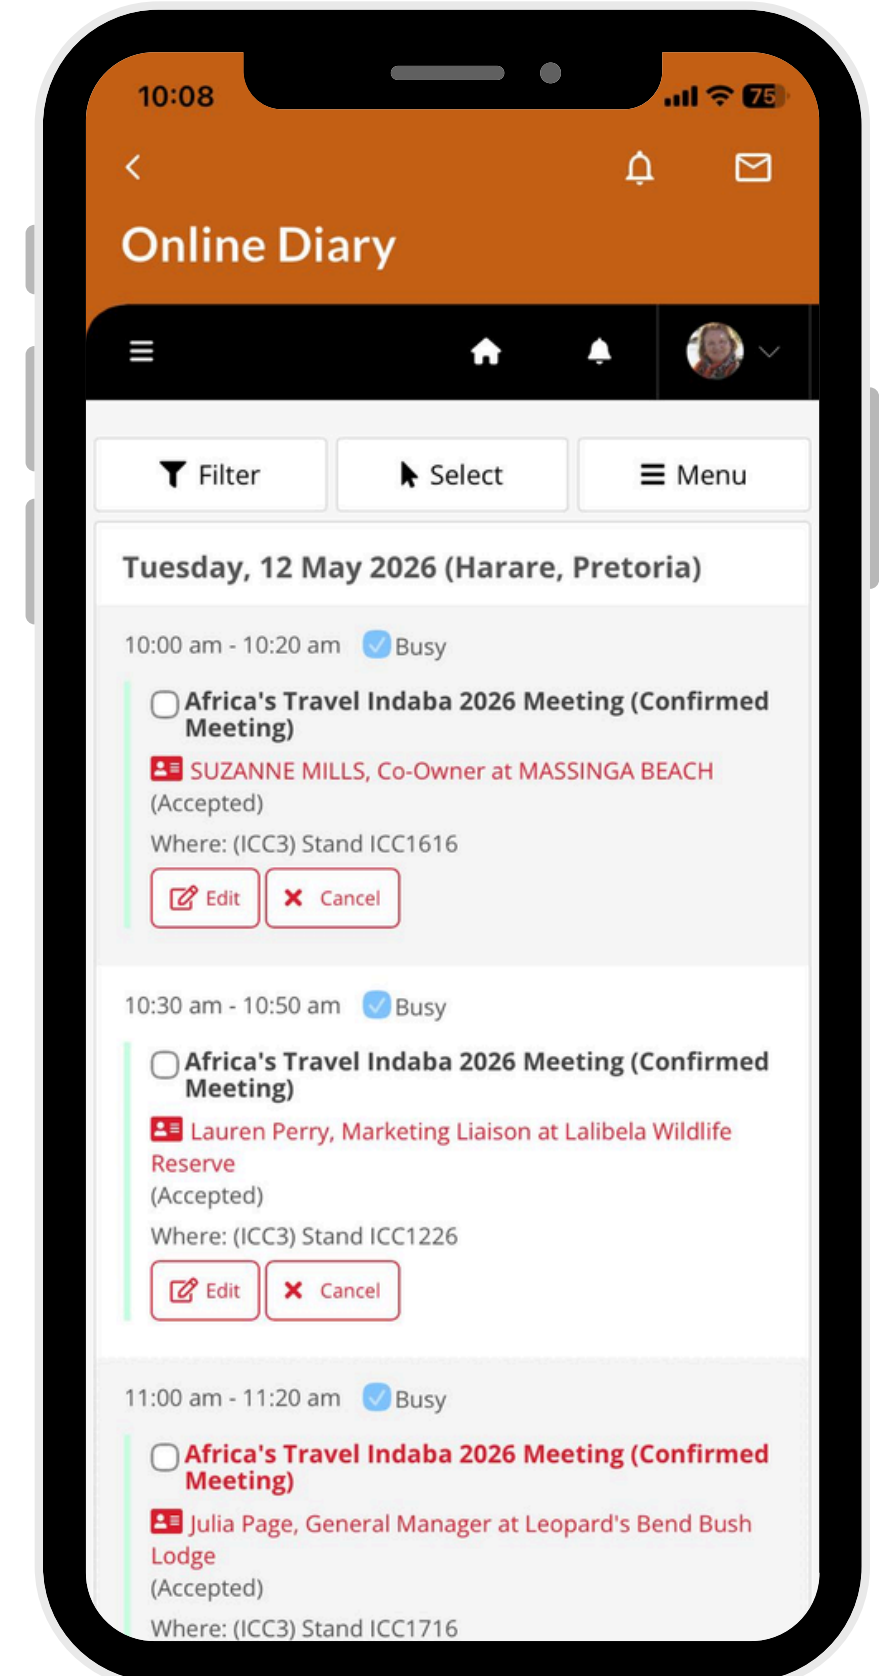 10:08
75
Online Diary
Filter
Select
Menu
Tuesday, 12 May 2026 (Harare, Pretoria)
10:00 am - 10:20 am Busy
Africa's Travel Indaba 2026 Meeting (Confirmed
Meeting)
SUZANNE MILLS, Co-Owner at MASSINGA BEACH
(Accepted)
Where: (ICC3) Stand ICC1616
Edit
Cancel
10:30 am - 10:50 am Busy
Africa's Travel Indaba 2026 Meeting (Confirmed
Meeting)
Lauren Perry, Marketing Liaison at Lalibela Wildlife
Reserve
(Accepted)
Where: (ICC3) Stand ICC1226
Edit
Cancel
11:00 am - 11:20 am Busy
Africa's Travel Indaba 2026 Meeting (Confirmed
Meeting)
Julia Page, General Manager at Leopard's Bend Bush
Lodge
(Accepted)
Where: (ICC3) Stand ICC1716